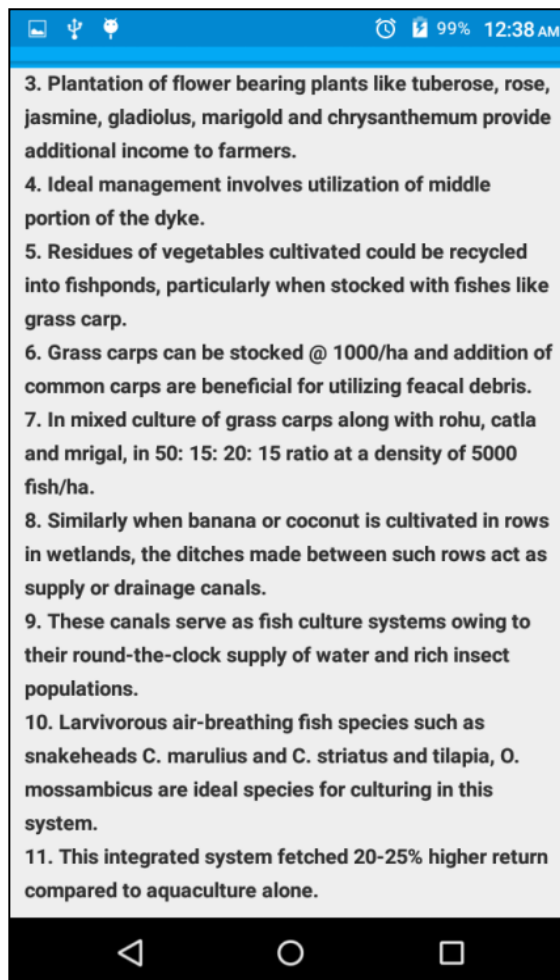 99% 12:38 AM
3. Plantation of flower bearing plants like tuberose, rose,
jasmine, gladiolus, marigold and chrysanthemum provide
additional income to farmers.
4. Ideal management involves utilization of middle
portion of the dyke.
5. Residues of vegetables cultivated could be recycled
into fishponds, particularly when stocked with fishes like
grass carp.
6. Grass carps can be stocked @ 1000/ha and addition of
common carps are beneficial for utilizing feacal debris.
7. In mixed culture of grass carps along with rohu, catla
and mrigal, in 50: 15: 20: 15 ratio at a density of 5000
fish/ha.
8. Similarly when banana or coconut is cultivated in rows
in wetlands, the ditches made between such rows act as
supply or drainage canals.
9. These canals serve as fish culture systems owing to
their round-the-clock supply of water and rich insect
populations.
10. Larvivorous air-breathing fish species such as
snakeheads C. marulius and C. striatus and tilapia, O.
mossambicus are ideal species for culturing in this
system.
11. This integrated system fetched 20-25% higher return
compared to aquaculture alone.